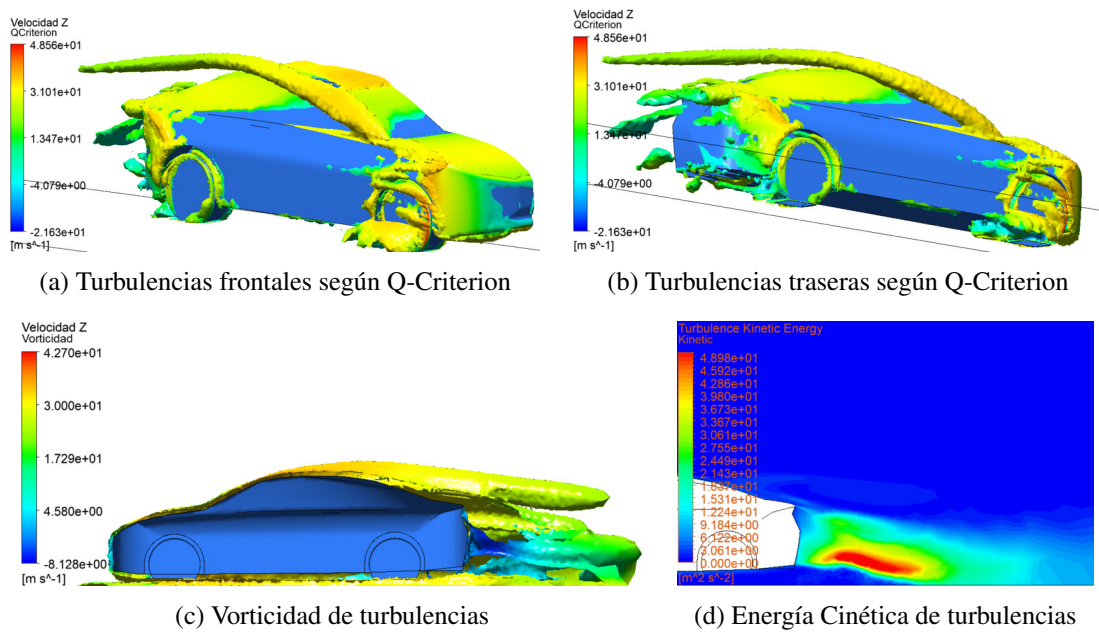 Velocidad Z
QCriterion
4.856e+01
3.101e+01
1.347e+01
-4.079e+00
-2.163e+01
[m s^-1]
(a) Turbulencias frontales según Q-Criterion
Velocidad Z
QCriterion
4.856e+01
3.101e+01
1.347e+01
-4.079e+00
-2.163e+01
[m s^-1]
(b) Turbulencias traseras según Q-Criterion
Velocidad Z
Vorticidad
4.270e+01
3.000e+01
1.729e+01
4.580e+00
-8.128e+00
[m s^-1]
(c) Vorticidad de turbulencias
Turbulence Kinetic Energy
Kinetic
4.898e+01
4.592e+01
4.286e+01
3.980e+01
3.673e+01
3.367e+01
3.061e+01
2.755e+01
2.449e+01
2.143e+01
1.837e+01
1.531e+01
1.224e+01
9.184e+00
6.122e+00
3.061e+00
0.000e+00
[m^2 s^-2]
(d) Energía Cinética de turbulencias